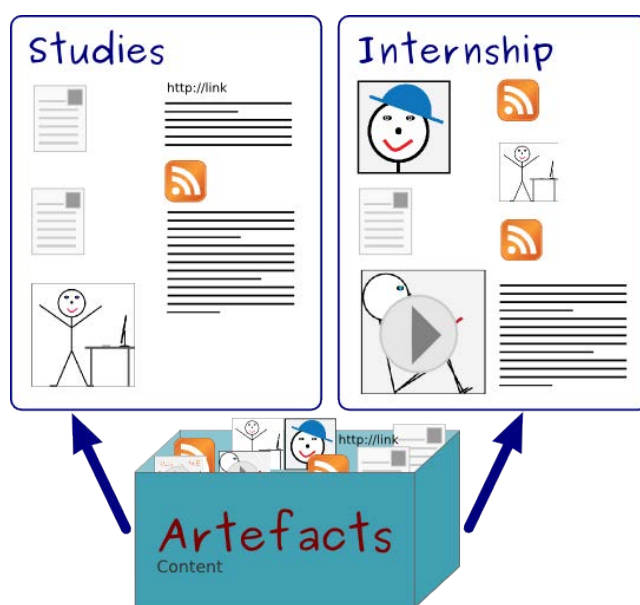 Studies
http://link
Internship
http://link
Artefacts
Content